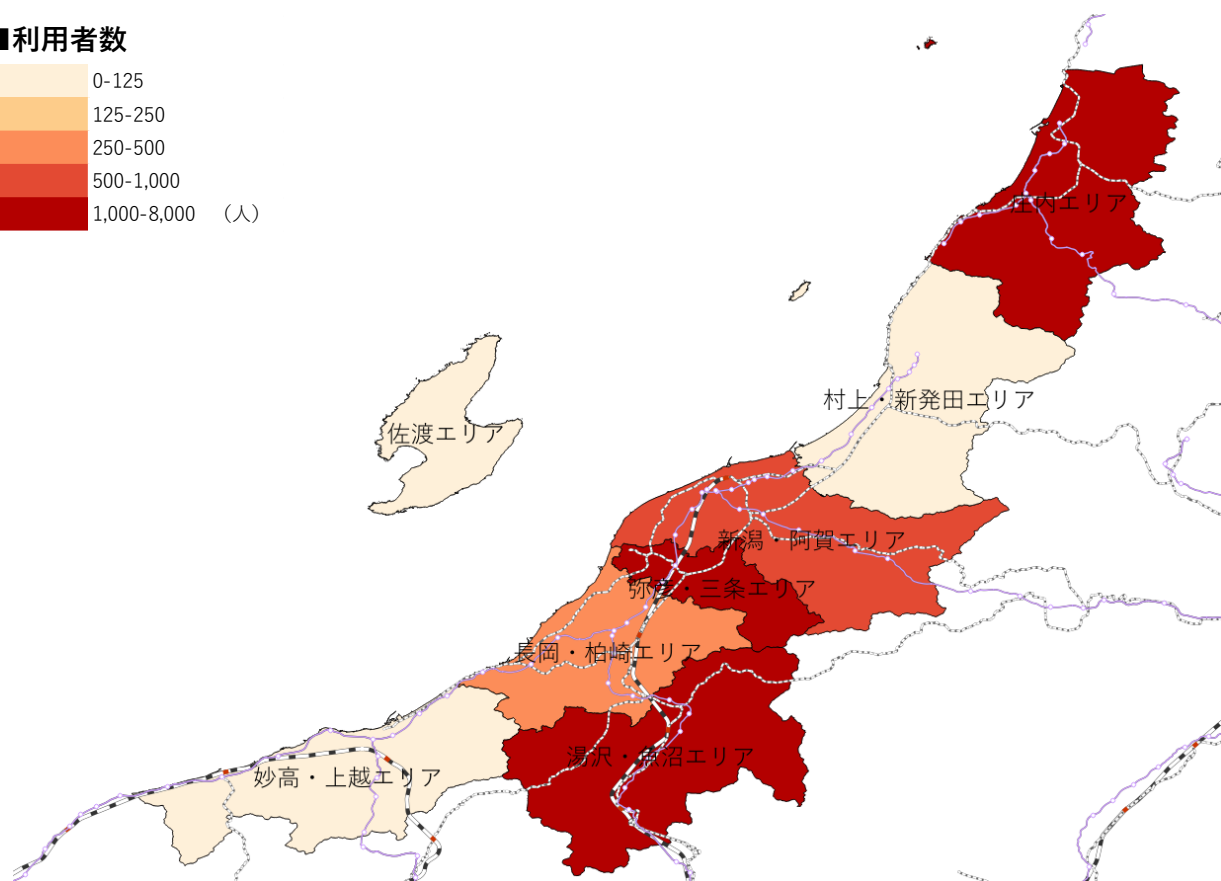 ■利用者数
0-125
125-250
250-500
500-1,000
1,000-8,000 （人）
庄内エリア
村上・新発田エリア
佐渡エリア
新潟・阿賀エリア
弥彦・三条エリア
長岡・柏崎エリア
湯沢・魚沼エリア
妙高・上越エリア